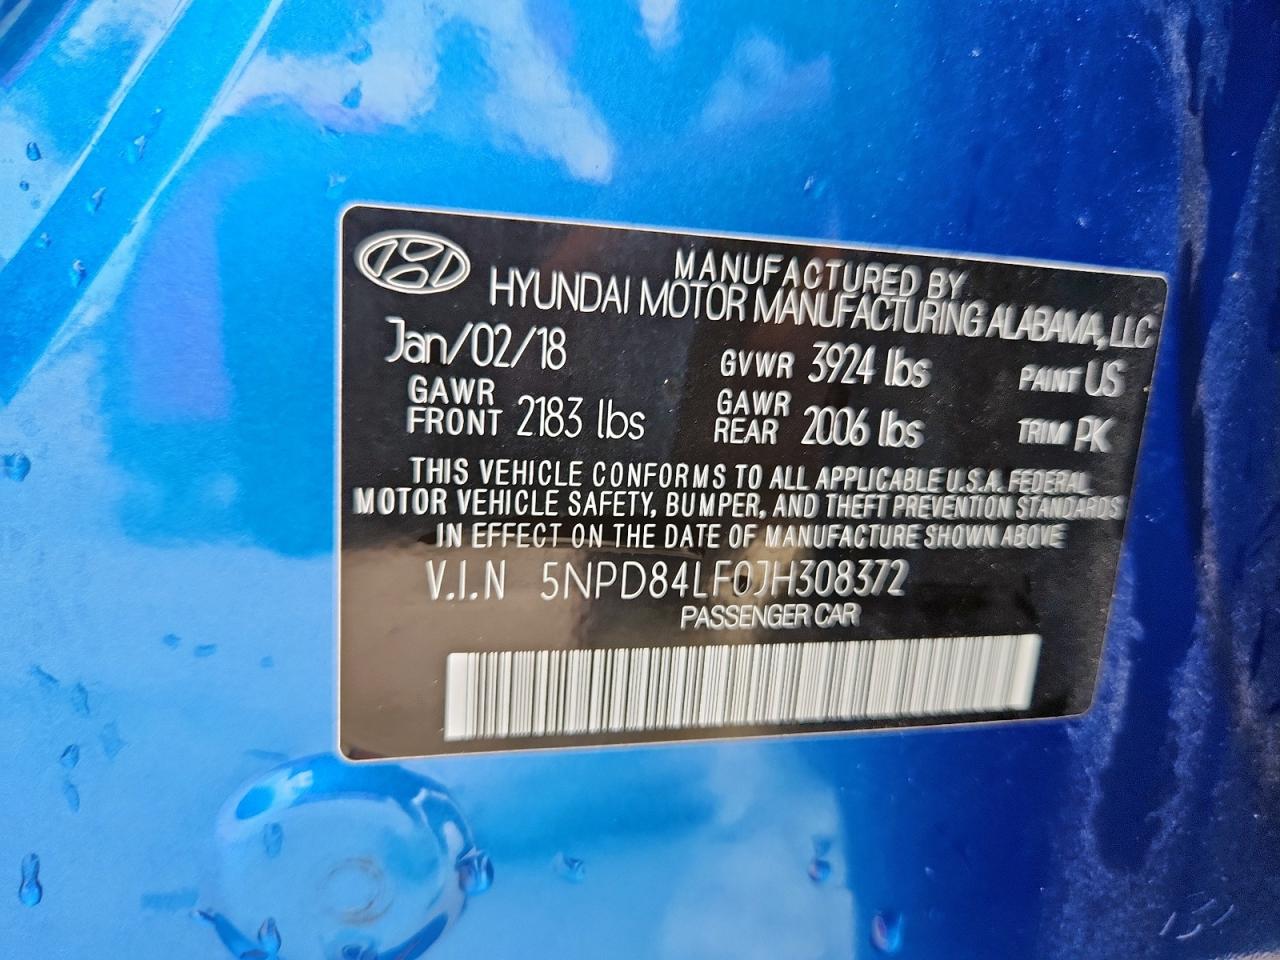 MANUFACTURED BY
HYUNDAI MOTOR MANUFACTURING ALABAMA, LLC
Jan/02/18 GVWR 3924 lbs PAINT US
GAWR FRONT 2183 lbs GAWR REAR 2006 lbs TRIM PK
THIS VEHICLE CONFORMS TO ALL APPLICABLE U.S.A. FEDERAL
MOTOR VEHICLE SAFETY, BUMPER, AND THEFT PREVENTION STANDARDS
IN EFFECT ON THE DATE OF MANUFACTURE SHOWN ABOVE
V.I.N 5NPD84LF0JH308372
PASSENGER CAR